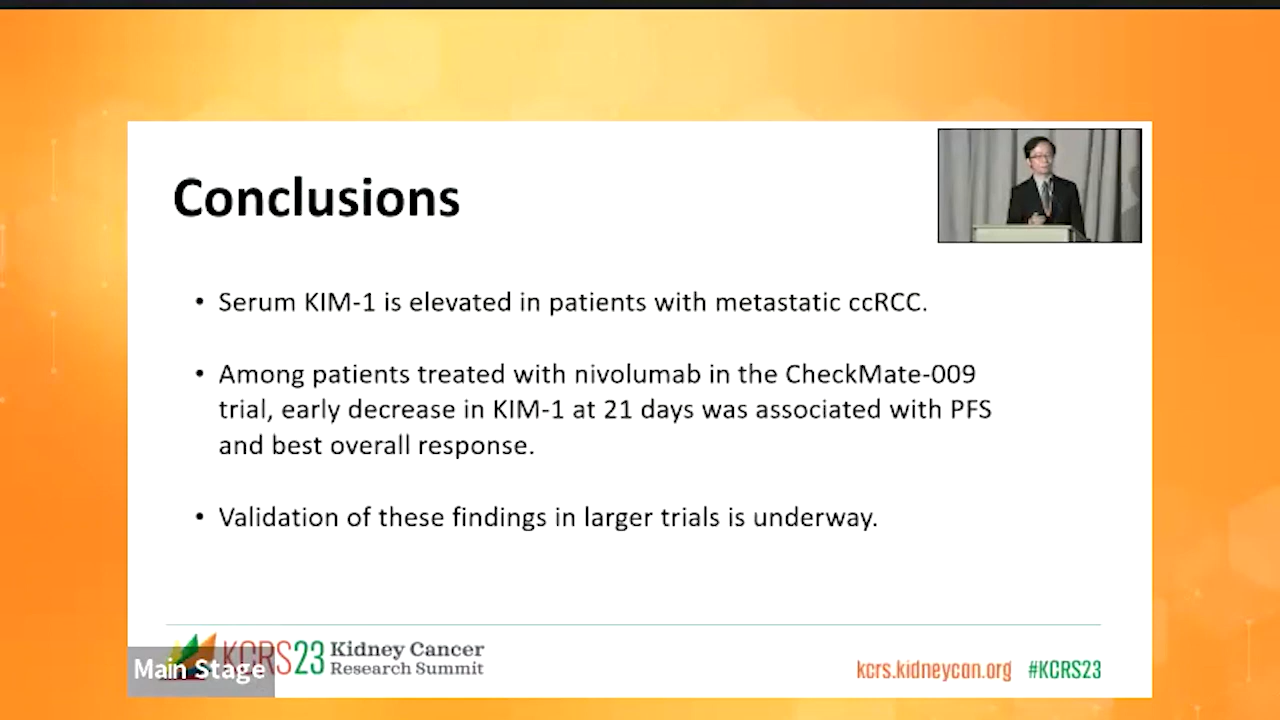 Conclusions
• Serum KIM-1 is elevated in patients with metastatic ccRCC.
• Among patients treated with nivolumab in the CheckMate-009
trial, early decrease in KIM-1 at 21 days was associated with PFS
and best overall response.
• Validation of these findings in larger trials is underway.
KCRS23 Kidney Cancer
Research Summit
Main Stage
kcrs.kidneycan.org #KCRS23